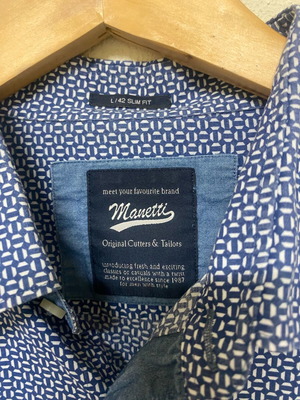 L / 42 SLIM FIT
meet your favourite brand
Manetti
Original Cutters & Tailors
introducing fresh and exciting
classics or casuals with a twist
made to excellence since 1987
for men with style